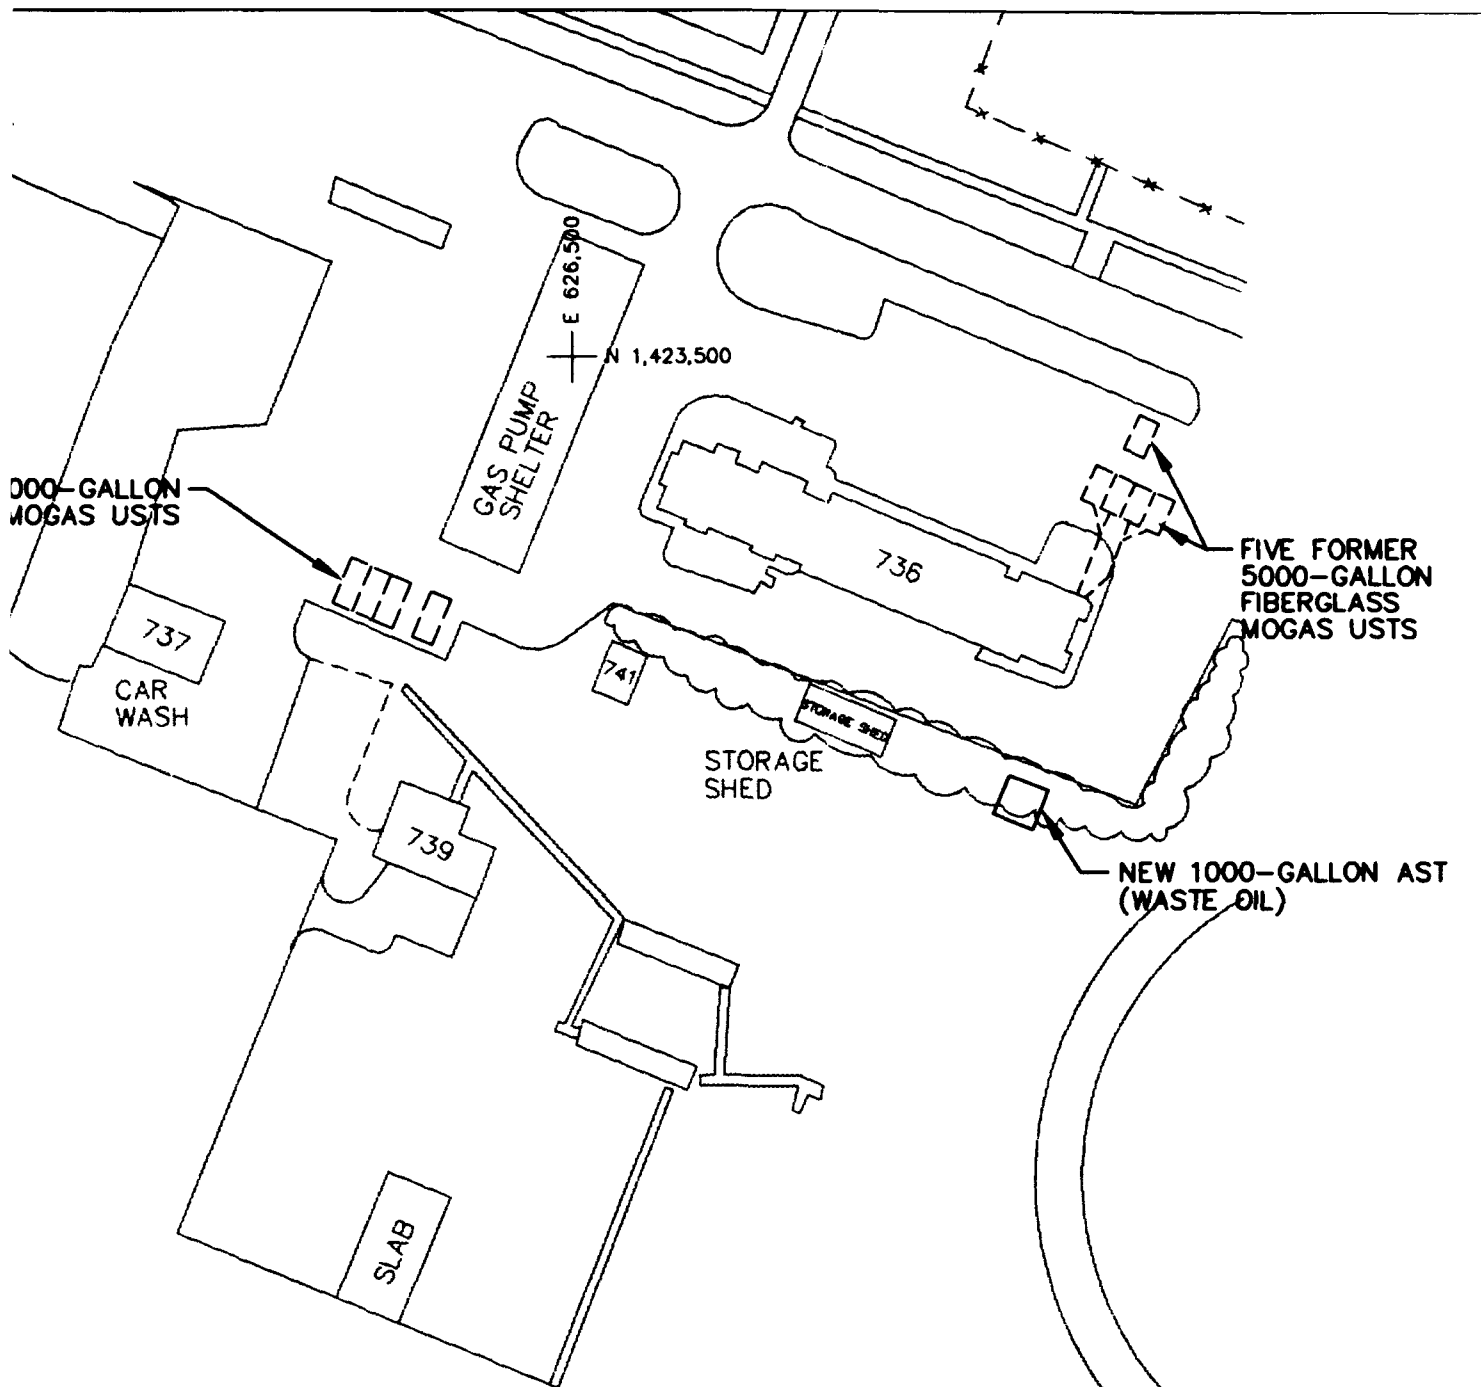 E 626,500
N 1,423,500
GAS PUMP
SHELTER
000-GALLON
MOGAS USTS
736
FIVE FORMER
5000-GALLON
FIBERGLASS
MOGAS USTS
737
CAR
WASH
741
STORAGE SHED
STORAGE
SHED
739
NEW 1000-GALLON AST
(WASTE OIL)
SLAB